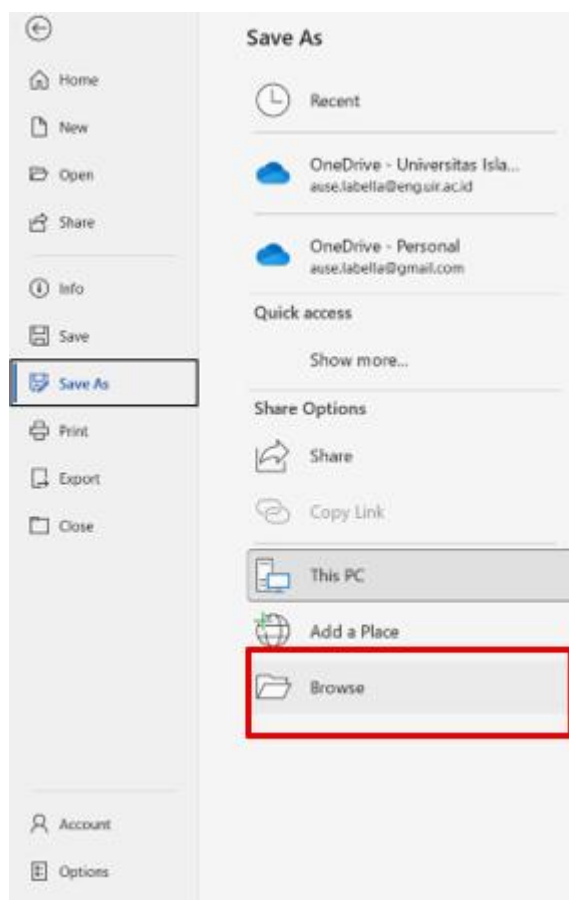 Home
New
Open
Share
Info
Save
Save As
Print
Export
Close
Account
Options
Save As
Recent
OneDrive - Universitas Isla...
ause.labella@eng.uir.ac.id
OneDrive - Personal
ause.labella@gmail.com
Quick access
Show more...
Share Options
Share
Copy Link
This PC
Add a Place
Browse